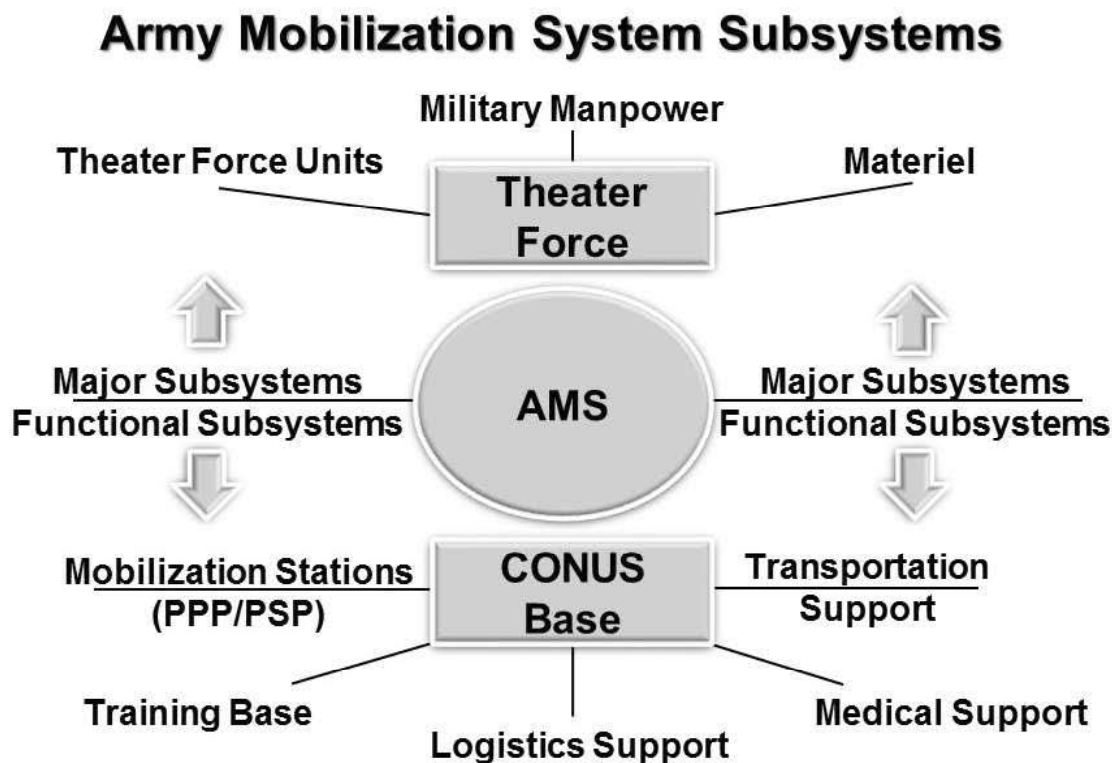 Army Mobilization System Subsystems
Military Manpower
Theater Force Units
Materiel
Theater
Force
Major Subsystems
Functional Subsystems
AMS
Major Subsystems
Functional Subsystems
Mobilization Stations
(PPP/PSP)
CONUS
Base
Transportation
Support
Training Base
Logistics Support
Medical Support